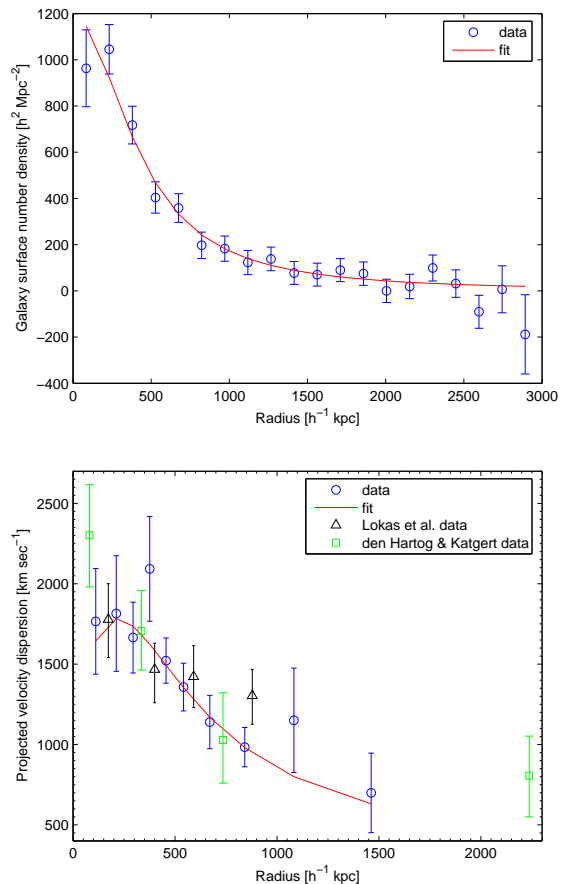 1200
1000
800
600
400
200
0
−200
−400
0 500 1000 1500 2000 2500 3000
Galaxy surface number density [h² Mpc⁻²]
Radius [h⁻¹ kpc]
data
fit
2500
2000
1500
1000
500
0 500 1000 1500 2000
Projected velocity dispersion [km sec⁻¹]
Radius [h⁻¹ kpc]
data
fit
Lokas et al. data
den Hartog & Katgert data